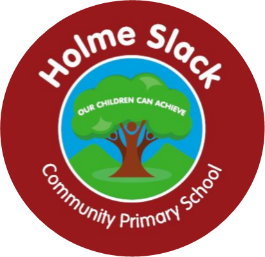 Holme Slack
OUR CHILDREN CAN ACHIEVE
Community Primary School